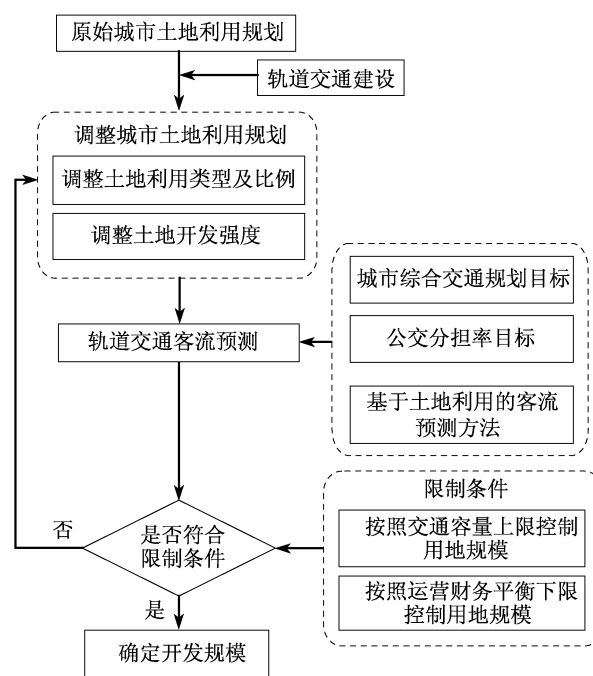 原始城市土地利用规划
轨道交通建设
调整城市土地利用规划
调整土地利用类型及比例
调整土地开发强度
城市综合交通规划目标
轨道交通客流预测
公交分担率目标
基于土地利用的客流
预测方法
限制条件
否
是否符合
限制条件
按照交通容量上限控制
用地规模
按照运营财务平衡下限
控制用地规模
是
确定开发规模